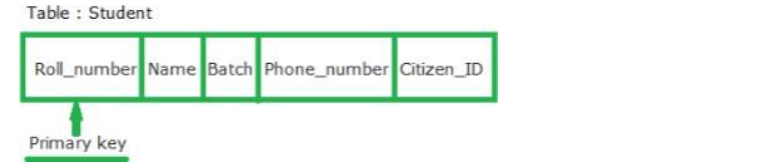 Table : Student
Roll_number Name Batch Phone_number Citizen_ID
Primary key